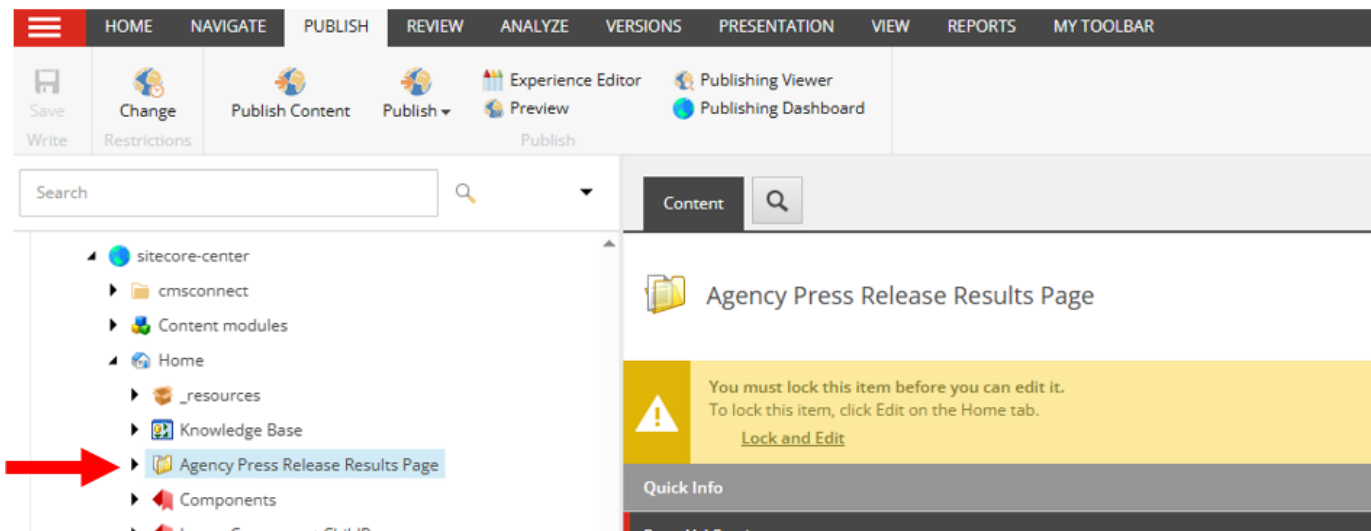 HOME NAVIGATE PUBLISH REVIEW ANALYZE VERSIONS PRESENTATION VIEW REPORTS MY TOOLBAR
Save Change Publish Content Publish Experience Editor Publishing Viewer
Preview Publishing Dashboard
Write Restrictions Publish
Search
Content
sitecore-center
cmsconnect
Content modules
Home
_resources
Knowledge Base
Agency Press Release Results Page
Components
Agency Press Release Results Page
You must lock this item before you can edit it.
To lock this item, click Edit on the Home tab.
Lock and Edit
Quick Info